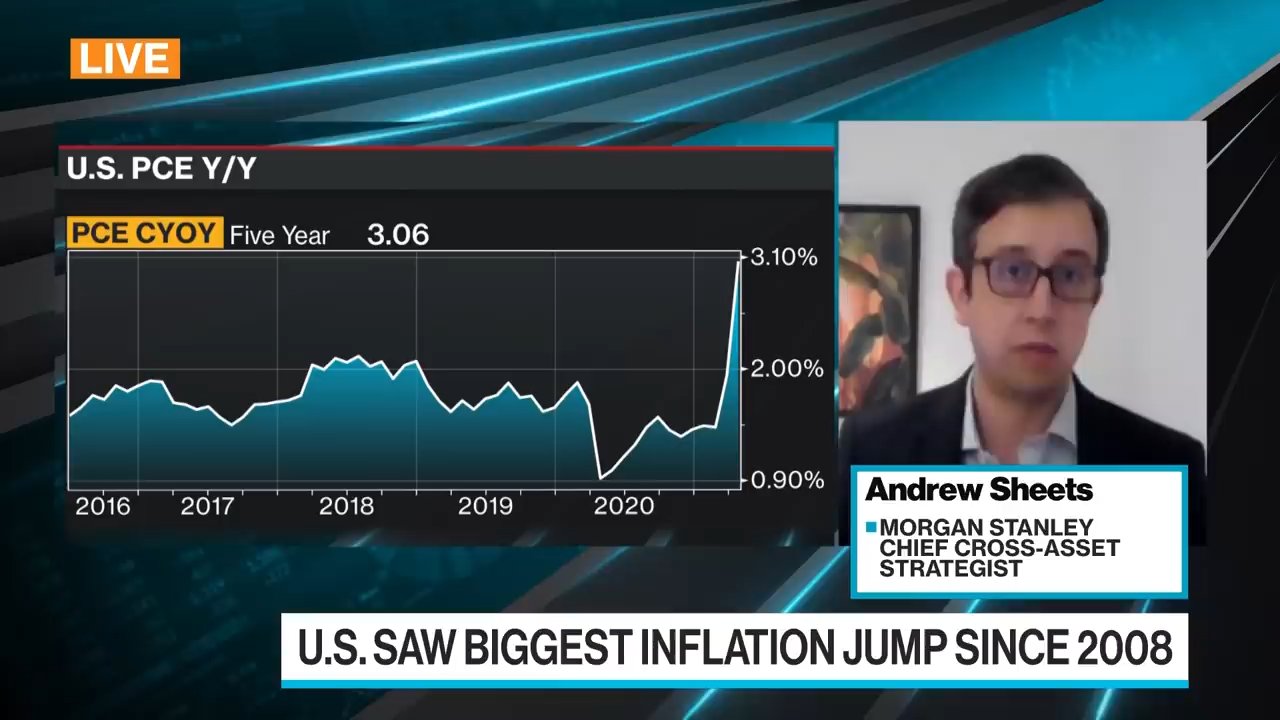 LIVE
U.S. PCE Y/Y
PCE CYOY Five Year 3.06
3.10%
2.00%
0.90%
2016 2017 2018 2019 2020
Andrew Sheets
MORGAN STANLEY
CHIEF CROSS-ASSET
STRATEGIST
U.S. SAW BIGGEST INFLATION JUMP SINCE 2008